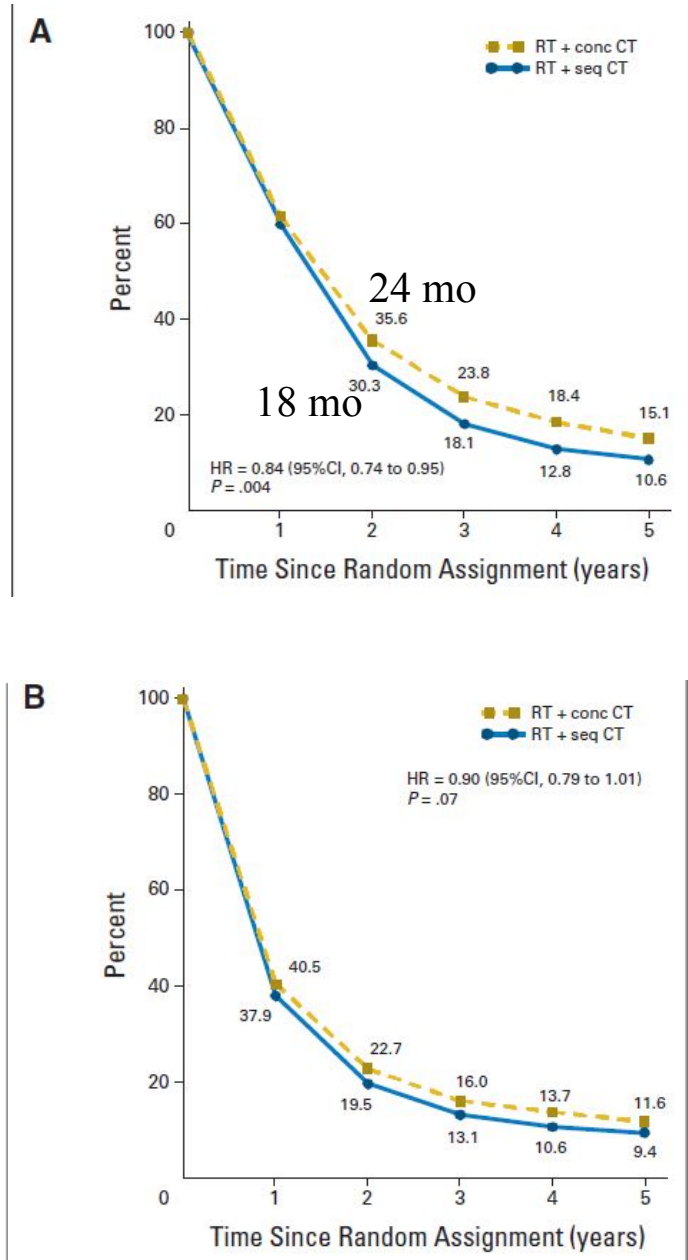 A
100
RT + conc CT
RT + seq CT
80
60
Percent
24 mo
40
35.6
30.3
23.8
18 mo
18.4
20
15.1
18.1
12.8
10.6
HR = 0.84 (95%CI, 0.74 to 0.95)
P = .004
0 1 2 3 4 5
Time Since Random Assignment (years)
B
100
RT + conc CT
RT + seq CT
HR = 0.90 (95%CI, 0.79 to 1.01)
P = .07
80
60
Percent
40
40.5
37.9
22.7
20
19.5
16.0
13.7
11.6
13.1
10.6
9.4
0 1 2 3 4 5
Time Since Random Assignment (years)